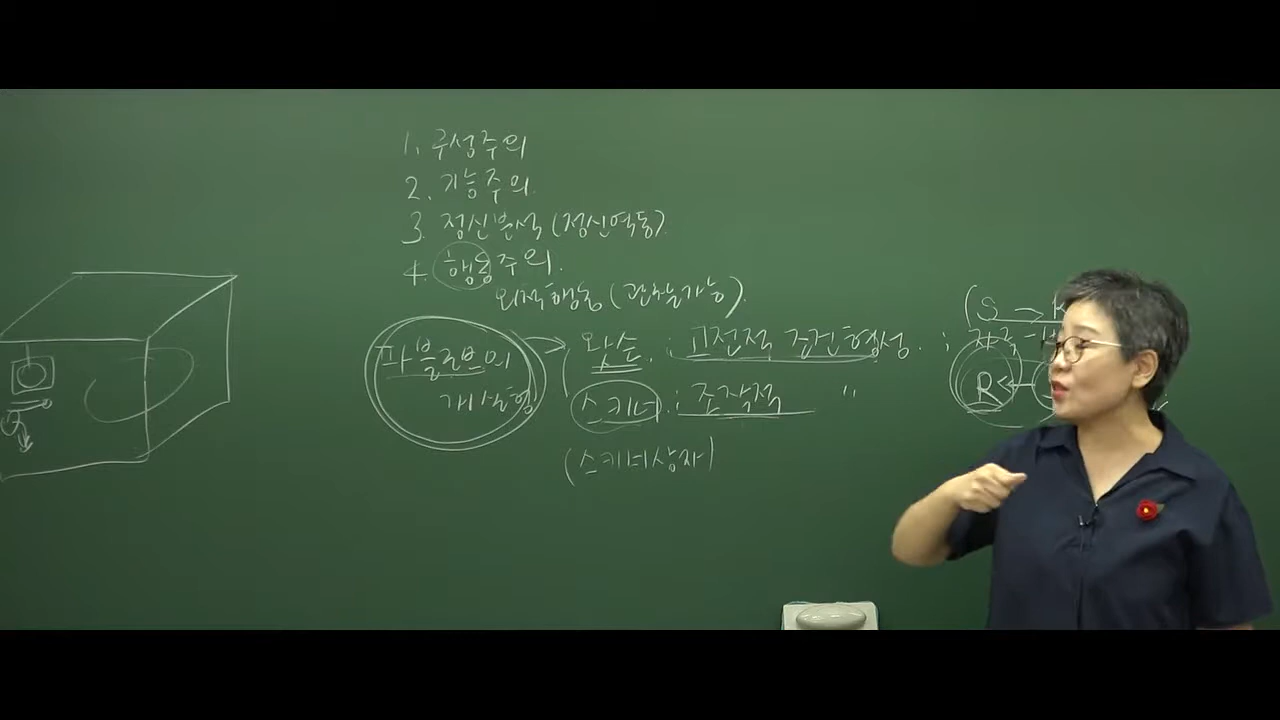 1. 구성주의
2. 기능주의
3. 정신분석 (정신역동)
4. 행동주의.
외적행동 (관찰가능).
파블로브의 개실험
왓슨. ; 고전적 조건형성. ;
스키너. ; 조작적 〃
(스키너상자)
(S → R
자극
R ←